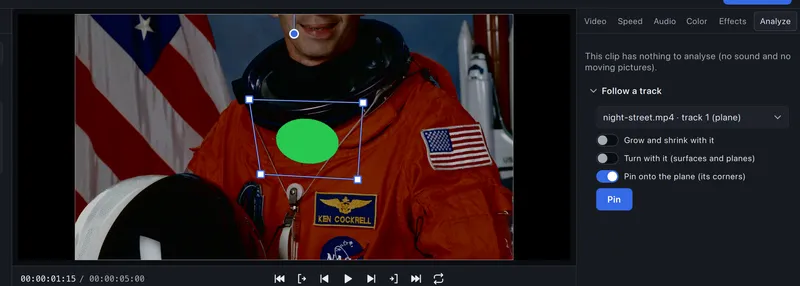 Video Speed Audio Color Effects Analyze
This clip has nothing to analyse (no sound and no
moving pictures).
Follow a track
night-street.mp4 · track 1 (plane)
Grow and shrink with it
Turn with it (surfaces and planes)
Pin onto the plane (its corners)
Pin
KEN COCKRELL
00:00:01:15 / 00:00:05:00